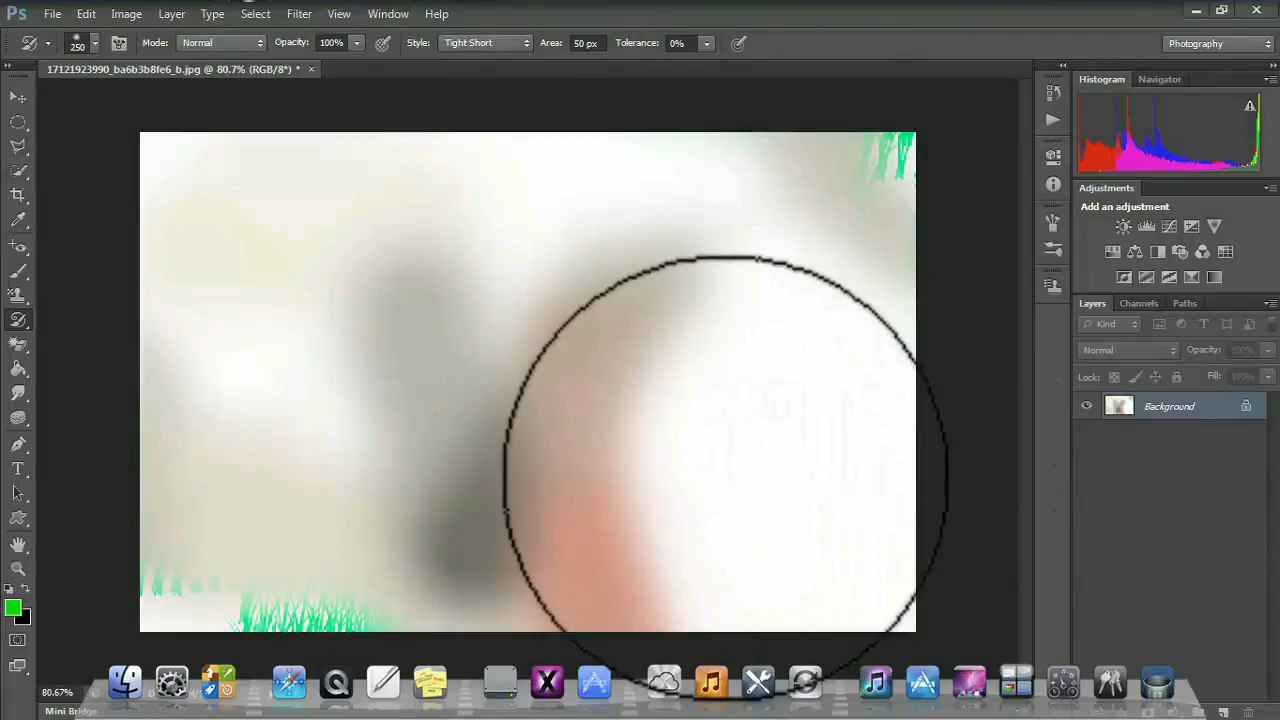 Ps File Edit Image Layer Type Select Filter View Window Help
250 Mode: Normal Opacity: 100% Style: Tight Short Area: 50 px Tolerance: 0% Photography
17121923990_ba6b3b8fe6_b.jpg @ 80.7% (RGB/8*) * ×
Histogram Navigator
Adjustments
Add an adjustment
Layers Channels Paths
Kind
Normal Opacity: 100%
Lock: Fill: 100%
Background
80.67%
Mini Bridge